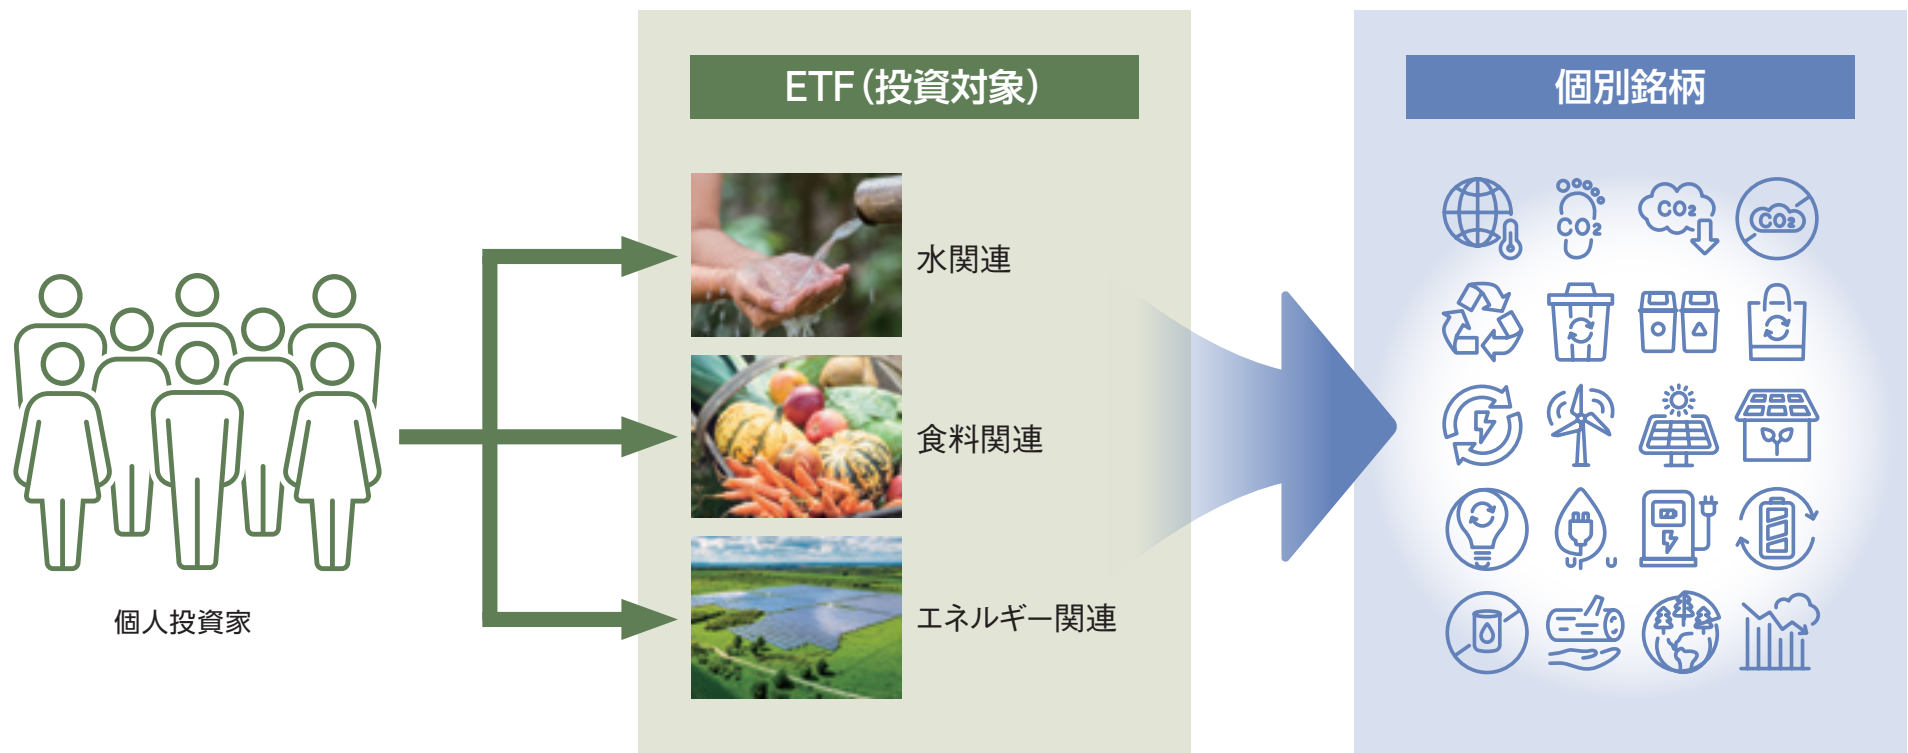 ETF（投資対象）
個別銘柄
水関連
食料関連
エネルギー関連
個人投資家
CO₂
CO₂
CO₂